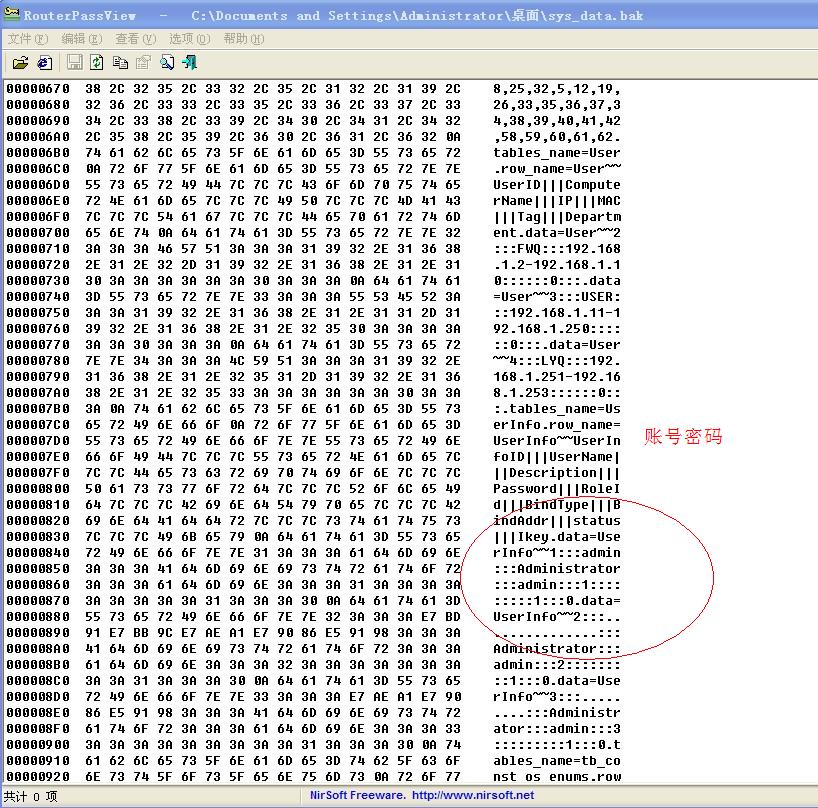 RouterPassView - C:\Documents and Settings\Administrator\桌面\sys_data.bak
文件(F) 编辑(E) 查看(V) 选项(O) 帮助(H)
00000670 38 2C 32 35 2C 33 32 2C 35 2C 31 32 2C 31 39 2C 8,25,32,5,12,19,
00000680 32 36 2C 33 33 2C 33 35 2C 33 36 2C 33 37 2C 33 26,33,35,36,37,3
00000690 34 2C 33 38 2C 33 39 2C 34 30 2C 34 31 2C 34 32 4,38,39,40,41,42
000006A0 2C 35 38 2C 35 39 2C 36 30 2C 36 31 2C 36 32 0A ,58,59,60,61,62.
000006B0 74 61 62 6C 65 73 5F 6E 61 6D 65 3D 55 73 65 72 tables_name=User
000006C0 0A 72 6F 77 5F 6E 61 6D 65 3D 55 73 65 72 7E 7E .row_name=User~~
000006D0 55 73 65 72 49 44 7C 7C 7C 43 6F 6D 70 75 74 65 UserID|||Compute
000006E0 72 4E 61 6D 65 7C 7C 7C 49 50 7C 7C 7C 4D 41 43 rName|||IP|||MAC
000006F0 7C 7C 7C 54 61 67 7C 7C 7C 44 65 70 61 72 74 6D |||Tag|||Departm
00000700 65 6E 74 0A 64 61 74 61 3D 55 73 65 72 7E 7E 32 ent.data=User~~2
00000710 3A 3A 3A 46 57 51 3A 3A 3A 31 39 32 2E 31 36 38 :::FWQ:::192.168
00000720 2E 31 2E 32 2D 31 39 32 2E 31 36 38 2E 31 2E 31 .1.2-192.168.1.1
00000730 30 3A 3A 3A 3A 3A 3A 30 3A 3A 3A 0A 64 61 74 61 0::::::0:::.data
00000740 3D 55 73 65 72 7E 7E 33 3A 3A 3A 55 53 45 52 3A =User~~3:::USER:
00000750 3A 3A 31 39 32 2E 31 36 38 2E 31 2E 31 31 2D 31 ::192.168.1.11-1
00000760 39 32 2E 31 36 38 2E 31 2E 32 35 30 3A 3A 3A 3A 92.168.1.250::::
00000770 3A 3A 30 3A 3A 3A 0A 64 61 74 61 3D 55 73 65 72 ::0:::.data=User
00000780 7E 7E 34 3A 3A 3A 4C 59 51 3A 3A 3A 31 39 32 2E ~~4:::LYQ:::192.
00000790 31 36 38 2E 31 2E 32 35 31 2D 31 39 32 2E 31 36 168.1.251-192.16
000007A0 38 2E 31 2E 32 35 33 3A 3A 3A 3A 3A 3A 30 3A 3A 8.1.253::::::0::
000007B0 3A 0A 74 61 62 6C 65 73 5F 6E 61 6D 65 3D 55 73 :.tables_name=Us
000007C0 65 72 49 6E 66 6F 0A 72 6F 77 5F 6E 61 6D 65 3D erInfo.row_name=
000007D0 55 73 65 72 49 6E 66 6F 7E 7E 55 73 65 72 49 6E UserInfo~~UserIn
账号密码
000007E0 66 6F 49 44 7C 7C 7C 55 73 65 72 4E 61 6D 65 7C foID|||UserName|
000007F0 7C 7C 44 65 73 63 72 69 70 74 69 6F 6E 7C 7C 7C ||Description|||
00000800 50 61 73 73 77 6F 72 64 7C 7C 7C 52 6F 6C 65 49 Password|||RoleI
00000810 64 7C 7C 7C 42 69 6E 64 54 79 70 65 7C 7C 7C 42 d|||BindType|||B
00000820 69 6E 64 41 64 64 72 7C 7C 7C 73 74 61 74 75 73 indAddr|||status
00000830 7C 7C 7C 49 6B 65 79 0A 64 61 74 61 3D 55 73 65 |||Ikey.data=Use
00000840 72 49 6E 66 6F 7E 7E 31 3A 3A 3A 61 64 6D 69 6E rInfo~~1:::admin
00000850 3A 3A 3A 41 64 6D 69 6E 69 73 74 72 61 74 6F 72 :::Administrator
00000860 3A 3A 3A 61 64 6D 69 6E 3A 3A 3A 31 3A 3A 3A 3A :::admin:::1::::
00000870 3A 3A 3A 3A 3A 31 3A 3A 3A 30 0A 64 61 74 61 3D :::::1:::0.data=
00000880 55 73 65 72 49 6E 66 6F 7E 7E 32 3A 3A 3A E7 BD UserInfo~~2:::..
00000890 91 E7 BB 9C E7 AE A1 E7 90 86 E5 91 98 3A 3A 3A .............:::
000008A0 41 64 6D 69 6E 69 73 74 72 61 74 6F 72 3A 3A 3A Administrator:::
000008B0 61 64 6D 69 6E 3A 3A 3A 32 3A 3A 3A 3A 3A 3A 3A admin:::2:::::::
000008C0 3A 3A 31 3A 3A 3A 30 0A 64 61 74 61 3D 55 73 65 ::1:::0.data=Use
000008D0 72 49 6E 66 6F 7E 7E 33 3A 3A 3A E7 AE A1 E7 90 rInfo~~3:::.....
000008E0 86 E5 91 98 3A 3A 3A 41 64 6D 69 6E 69 73 74 72 ....:::Administr
000008F0 61 74 6F 72 3A 3A 3A 61 64 6D 69 6E 3A 3A 3A 33 ator:::admin:::3
00000900 3A 3A 3A 3A 3A 3A 3A 3A 3A 31 3A 3A 3A 30 0A 74 :::::::::1:::0.t
00000910 61 62 6C 65 73 5F 6E 61 6D 65 3D 74 62 5F 63 6F ables_name=tb_co
00000920 6E 73 74 5F 6F 73 5F 65 6E 75 6D 73 0A 72 6F 77 nst_os_enums.row
共计 0 项 NirSoft Freeware. http://www.nirsoft.net